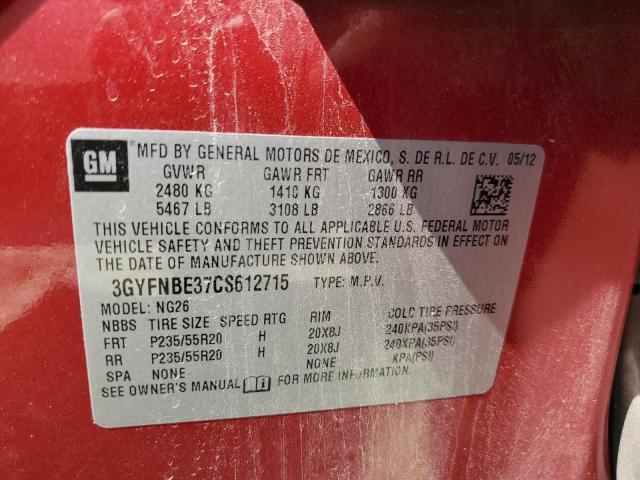 GM MFD BY GENERAL MOTORS DE MEXICO, S. DE R.L. DE C.V. 05/12
GVWR GAWR FRT GAWR RR
2480 KG 1410 KG 1300 KG
5467 LB 3108 LB 2866 LB
THIS VEHICLE CONFORMS TO ALL APPLICABLE U.S. FEDERAL MOTOR
VEHICLE SAFETY AND THEFT PREVENTION STANDARDS IN EFFECT ON
THE DATE OF MANUFACTURE SHOWN ABOVE.
3GYFNBE37CS612715 TYPE: M.P.V.
MODEL: NG26
NBBS TIRE SIZE SPEED RTG RIM COLD TIRE PRESSURE
FRT P235/55R20 H 20X8J 240KPA(35PSI)
RR P235/55R20 H 20X8J 240KPA(35PSI)
SPA NONE NONE KPA(PSI)
SEE OWNER'S MANUAL FOR MORE INFORMATION.